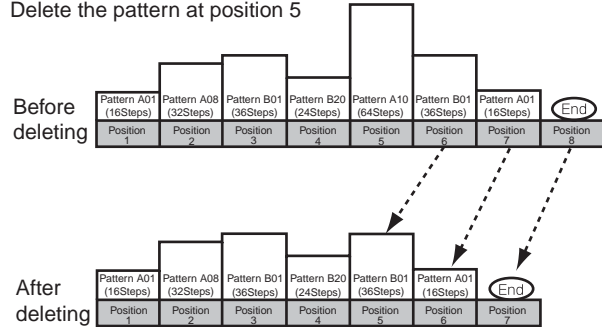 Delete the pattern at position 5
Before
deleting
Pattern A01
(16Steps)
Pattern A08
(32Steps)
Pattern B01
(36Steps)
Pattern B20
(24Steps)
Pattern A10
(64Steps)
Pattern B01
(36Steps)
Pattern A01
(16Steps)
End
Position
1
Position
2
Position
3
Position
4
Position
5
Position
6
Position
7
Position
8
After
deleting
Pattern A01
(16Steps)
Pattern A08
(32Steps)
Pattern B01
(36Steps)
Pattern B20
(24Steps)
Pattern B01
(36Steps)
Pattern A01
(16Steps)
End
Position
1
Position
2
Position
3
Position
4
Position
5
Position
6
Position
7